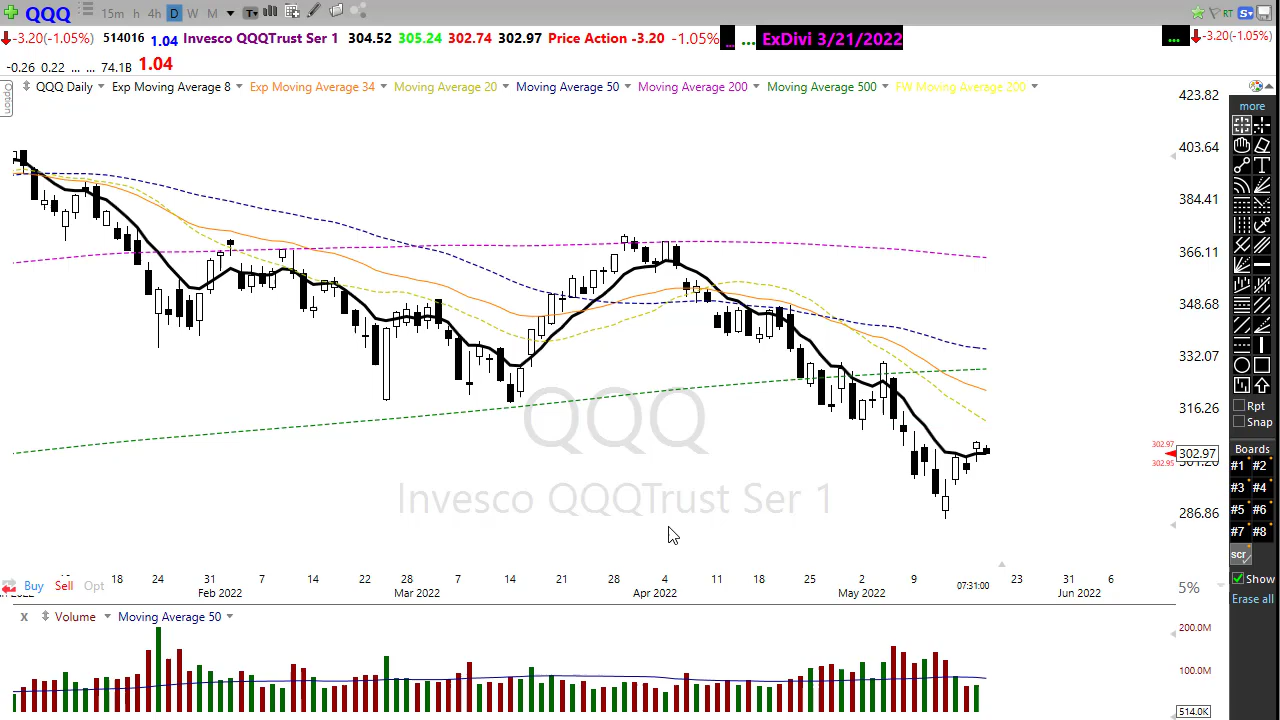 QQQ 15m h 4h D W M T RT S
-3.20(-1.05%) 514016 1.04 Invesco QQQTrust Ser 1 304.52 305.24 302.74 302.97 Price Action -3.20 -1.05% ... ... ExDivi 3/21/2022 ... -3.20(-1.05%)
-0.26 0.22 ... ... 74.1B 1.04
Option
QQQ Daily Exp Moving Average 8 Exp Moving Average 34 Moving Average 20 Moving Average 50 Moving Average 200 Moving Average 500 FW Moving Average 200
423.82
403.64
384.41
366.11
348.68
332.07
316.26
302.97
302.97
302.95
286.86
QQQ
Invesco QQQTrust Ser 1
more
Rpt
Snap
Boards
#1 #2
#3 #4
#5 #6
#7 #8
scr
Show
Erase all
18 24 31 7 14 22 28 7 14 21 28 4 11 18 25 2 9 07:31:00 23 31 6
Buy Sell Opt
Feb 2022 Mar 2022 Apr 2022 May 2022 Jun 2022
5%
X Volume Moving Average 50
200.0M
100.0M
514.0K